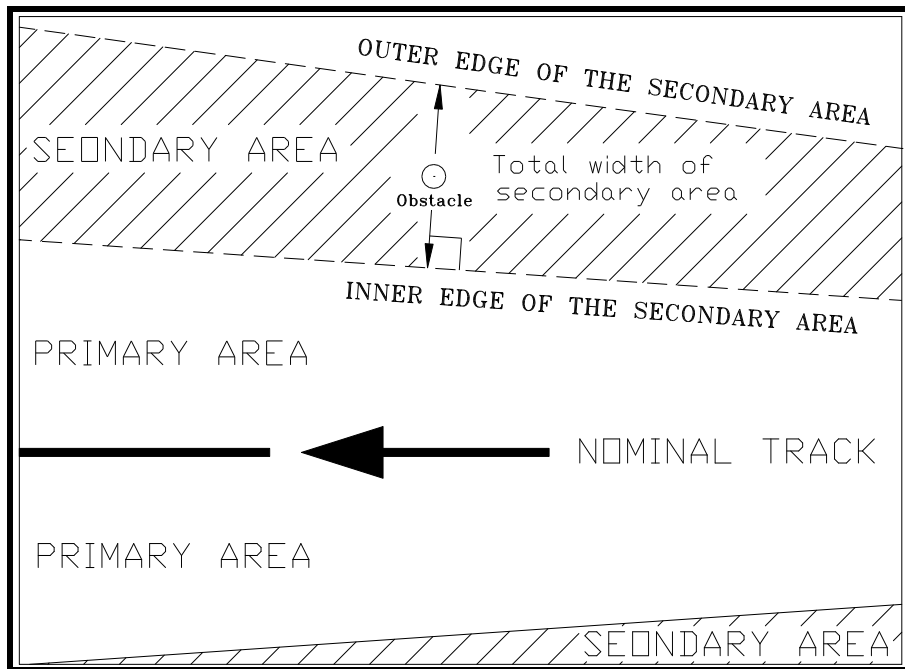 OUTER EDGE OF THE SECONDARY AREA
SEONDARY AREA
Total width of
secondary area
Obstacle
INNER EDGE OF THE SECONDARY AREA
PRIMARY AREA
NOMINAL TRACK
PRIMARY AREA
SEONDARY AREA